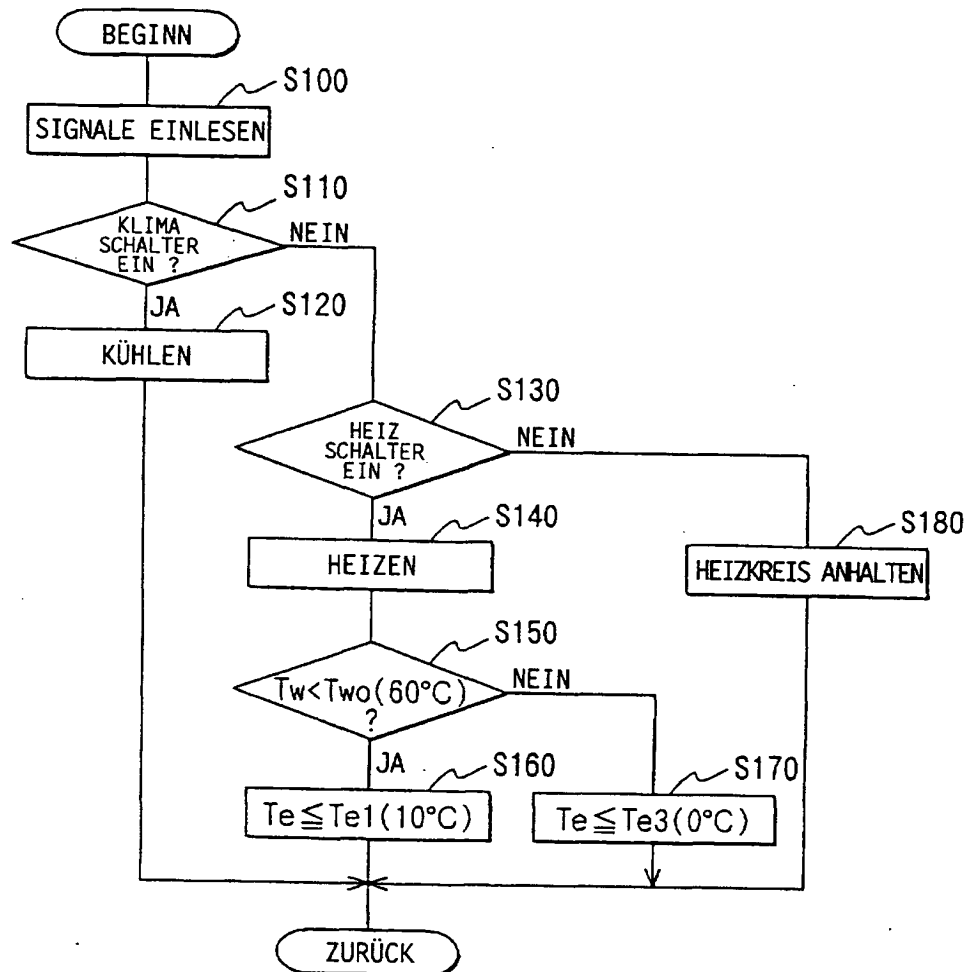 BEGINN
S100
SIGNALE EINLESEN
S110
KLIMA
SCHALTER
EIN ?
NEIN
JA
S120
KÜHLEN
S130
HEIZ
SCHALTER
EIN ?
NEIN
JA
S140
HEIZEN
S180
HEIZKREIS ANHALTEN
S150
Tw<Two(60°C)
?
NEIN
JA
S160
Te≦Te1(10°C)
S170
Te≦Te3(0°C)
ZURÜCK